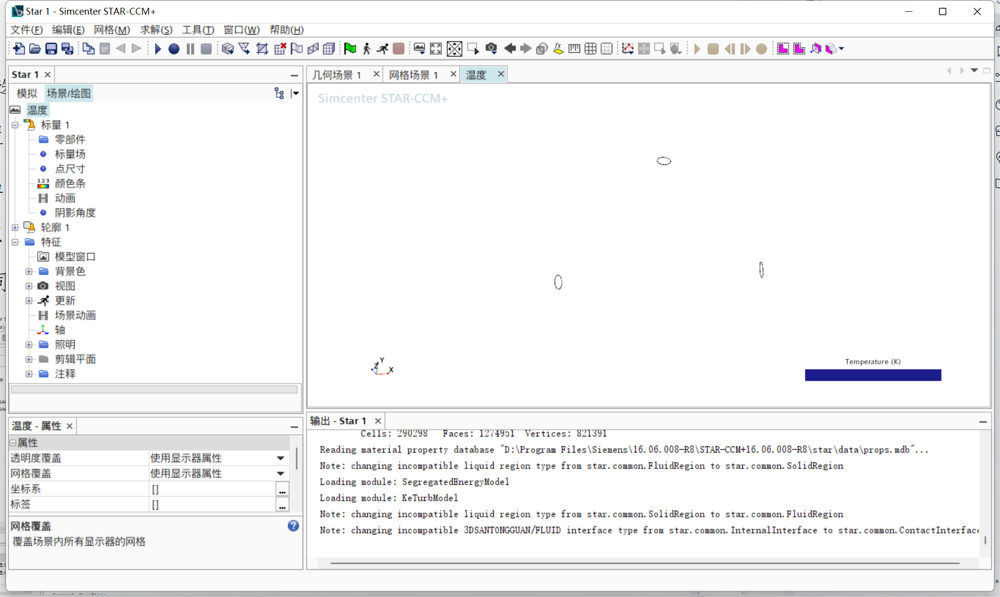 Star 1 - Simcenter STAR-CCM+
文件(F) 编辑(E) 网格(M) 求解(S) 工具(T) 窗口(W) 帮助(H)
Star 1
模拟 场景/绘图
温度
标量 1
零部件
标量场
点尺寸
123
颜色条
动画
阴影角度
轮廓 1
特征
模型窗口
背景色
视图
更新
场景动画
轴
照明
剪辑平面
注释
温度 - 属性
属性
透明度覆盖 使用显示器属性
网格覆盖 使用显示器属性
坐标系 []
标签 []
网格覆盖
覆盖场景内所有显示器的网格
几何场景 1 网格场景 1 温度
Simcenter STAR-CCM+
Y
Z
X
Temperature (K)
输出 - Star 1
Cells: 290298 Faces: 1274951 Vertices: 821391
Reading material property database "D:\Program Files\Siemens\16.06.008-R8\STAR-CCM+16.06.008-R8\star\data\props.mdb"...
Note: changing incompatible liquid region type from star.common.FluidRegion to star.common.SolidRegion
Loading module: SegregatedEnergyModel
Loading module: KeTurbModel
Note: changing incompatible liquid region type from star.common.SolidRegion to star.common.FluidRegion
Note: changing incompatible 3DSANTONGGUAN/FLUID interface type from star.common.InternalInterface to star.common.ContactInterface